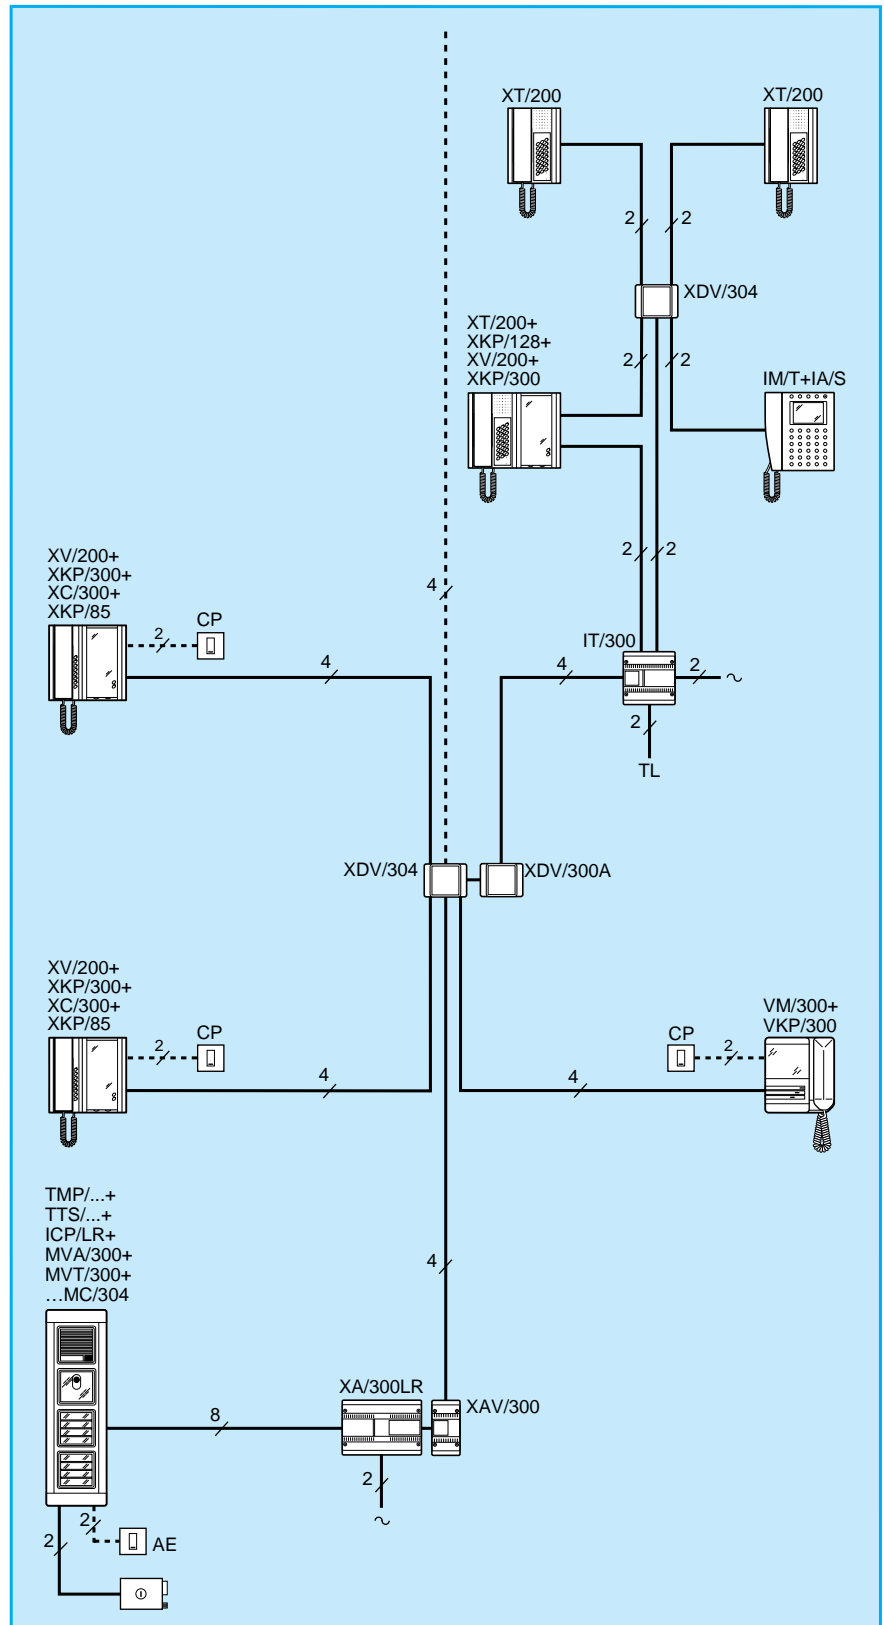 XT/200
XT/200
2
2
XDV/304
XT/200+
XKP/128+
XV/200+
XKP/300
2
2
IM/T+IA/S
2
2
XV/200+
XKP/300+
XC/300+
XKP/85
2
CP
4
4
IT/300
4
2
2
TL
XDV/304
XDV/300A
XV/200+
XKP/300+
XC/300+
XKP/85
2
CP
4
CP
2
VM/300+
VKP/300
4
TMP/...+
TTS/...+
ICP/LR+
MVA/300+
MVT/300+
...MC/304
4
XA/300LR
XAV/300
8
2
2
2
AE